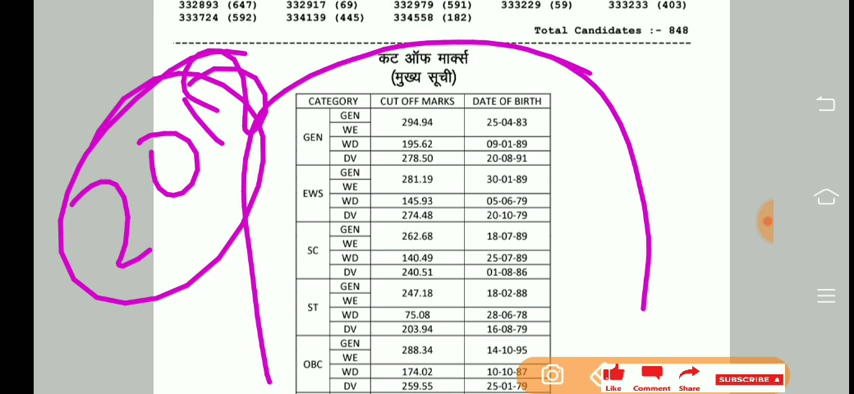 332893 (647) 332917 (69) 332979 (591) 333229 (59) 333233 (403)
333724 (592) 334139 (445) 334558 (182)
Total Candidates :- 848
कट ऑफ मार्क्स
(मुख्य सूची)
CATEGORY CUT OFF MARKS DATE OF BIRTH
GEN GEN 294.94 25-04-83
WE
WD 195.62 09-01-89
DV 278.50 20-08-91
EWS GEN 281.19 30-01-89
WE
WD 145.93 05-06-79
DV 274.48 20-10-79
SC GEN 262.68 18-07-89
WE
WD 140.49 25-07-89
DV 240.51 01-08-86
ST GEN 247.18 18-02-88
WE
WD 75.08 28-06-78
DV 203.94 16-08-79
OBC GEN 288.34 14-10-95
WE
WD 174.02 10-10-87
DV 259.55 25-01-79
Like Comment Share SUBSCRIBE